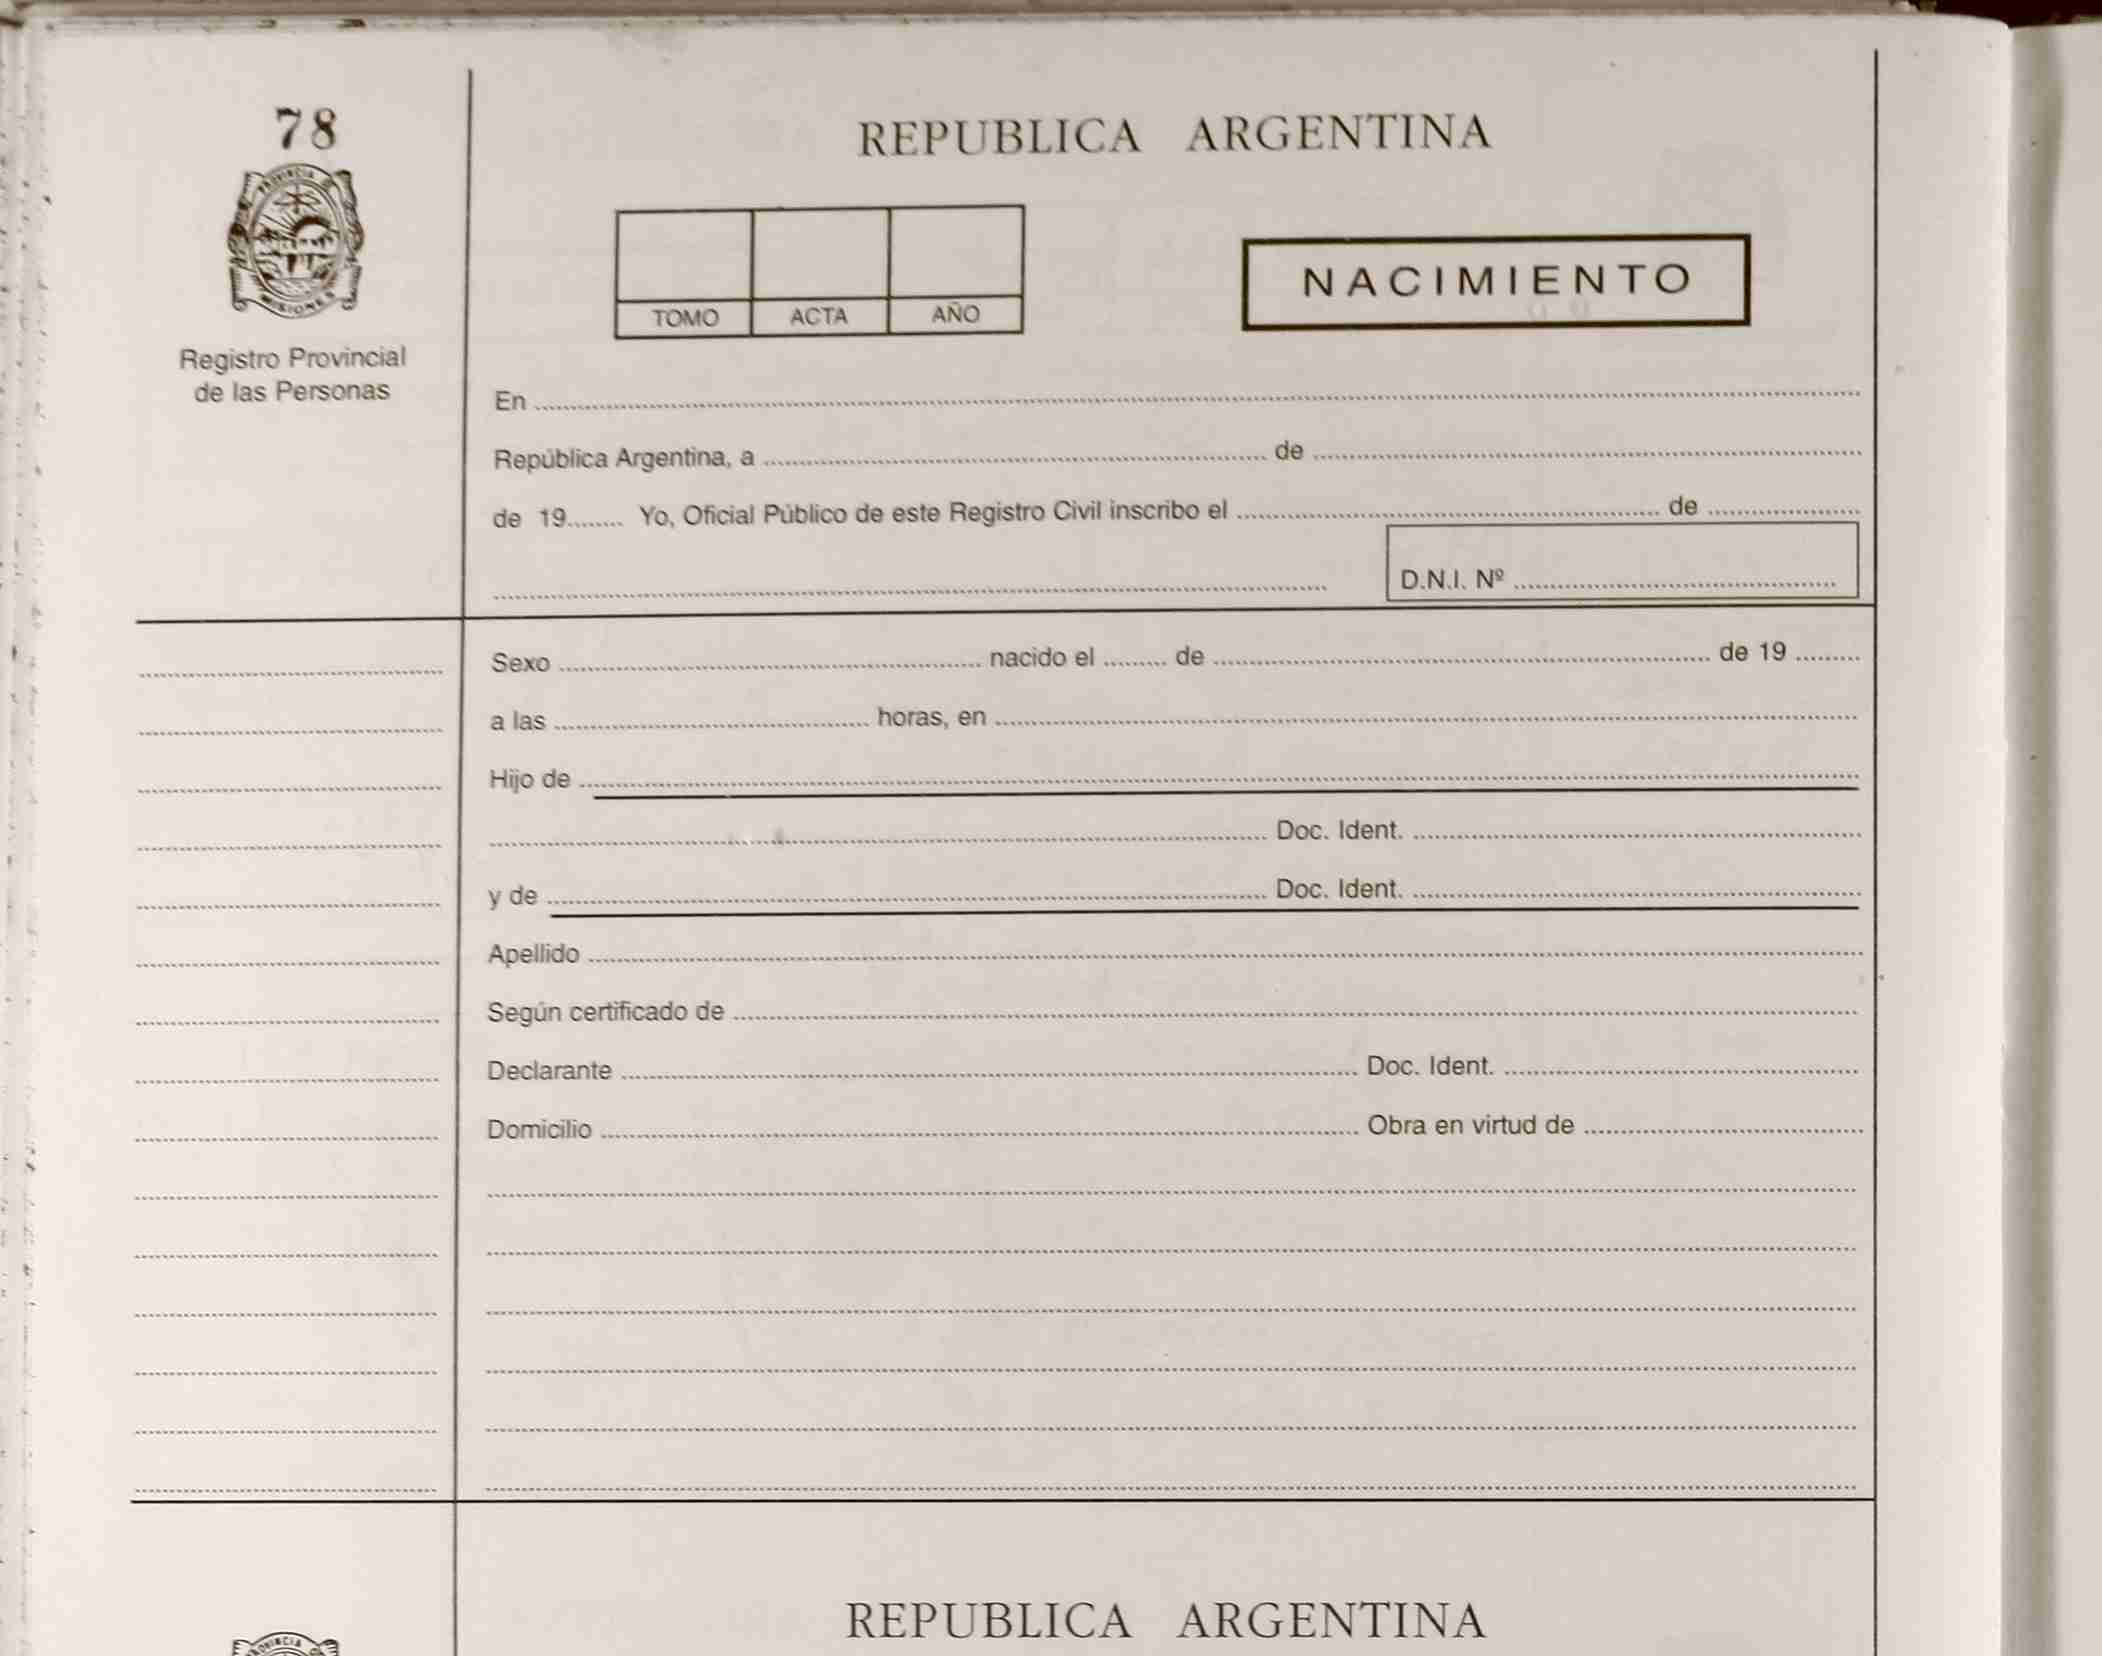 78
PROVINCIA
MISIONES
Registro Provincial
de las Personas
REPUBLICA ARGENTINA
TOMO ACTA AÑO
NACIMIENTO
En
República Argentina, a de
de 19 Yo, Oficial Público de este Registro Civil inscribo el de
D.N.I. Nº
Sexo nacido el de de 19
a las horas, en
Hijo de
Doc. Ident.
y de Doc. Ident.
Apellido
Según certificado de
Declarante Doc. Ident.
Domicilio Obra en virtud de
REPUBLICA ARGENTINA
PROVINCIA